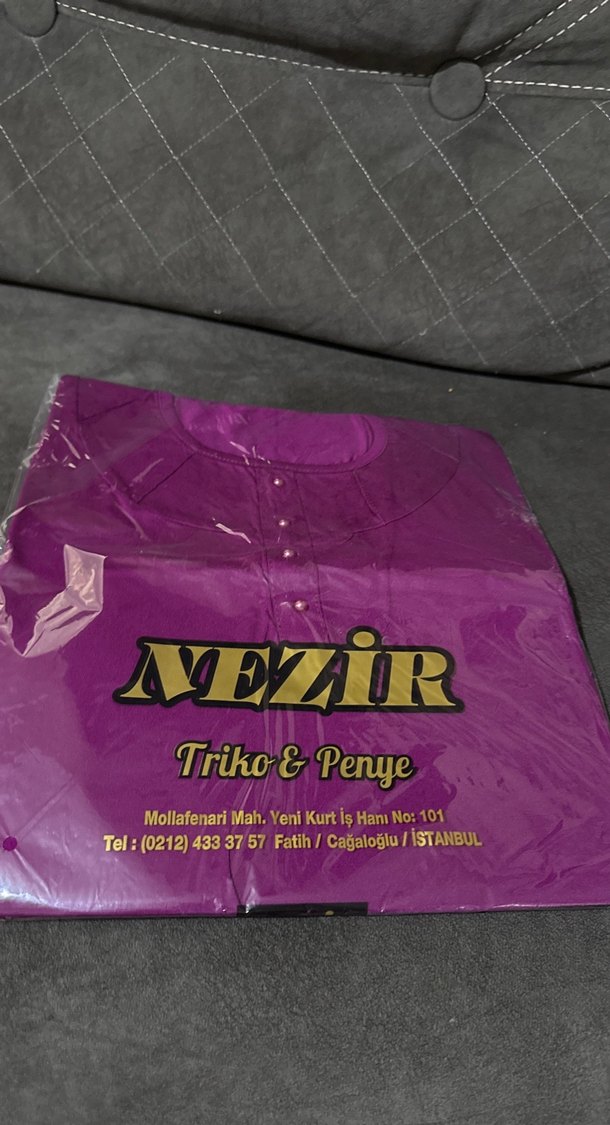 NEZİR
Triko & Penye
Mollafenari Mah. Yeni Kurt İş Hanı No: 101
Tel : (0212) 433 37 57 Fatih / Cağaloğlu / İSTANBUL